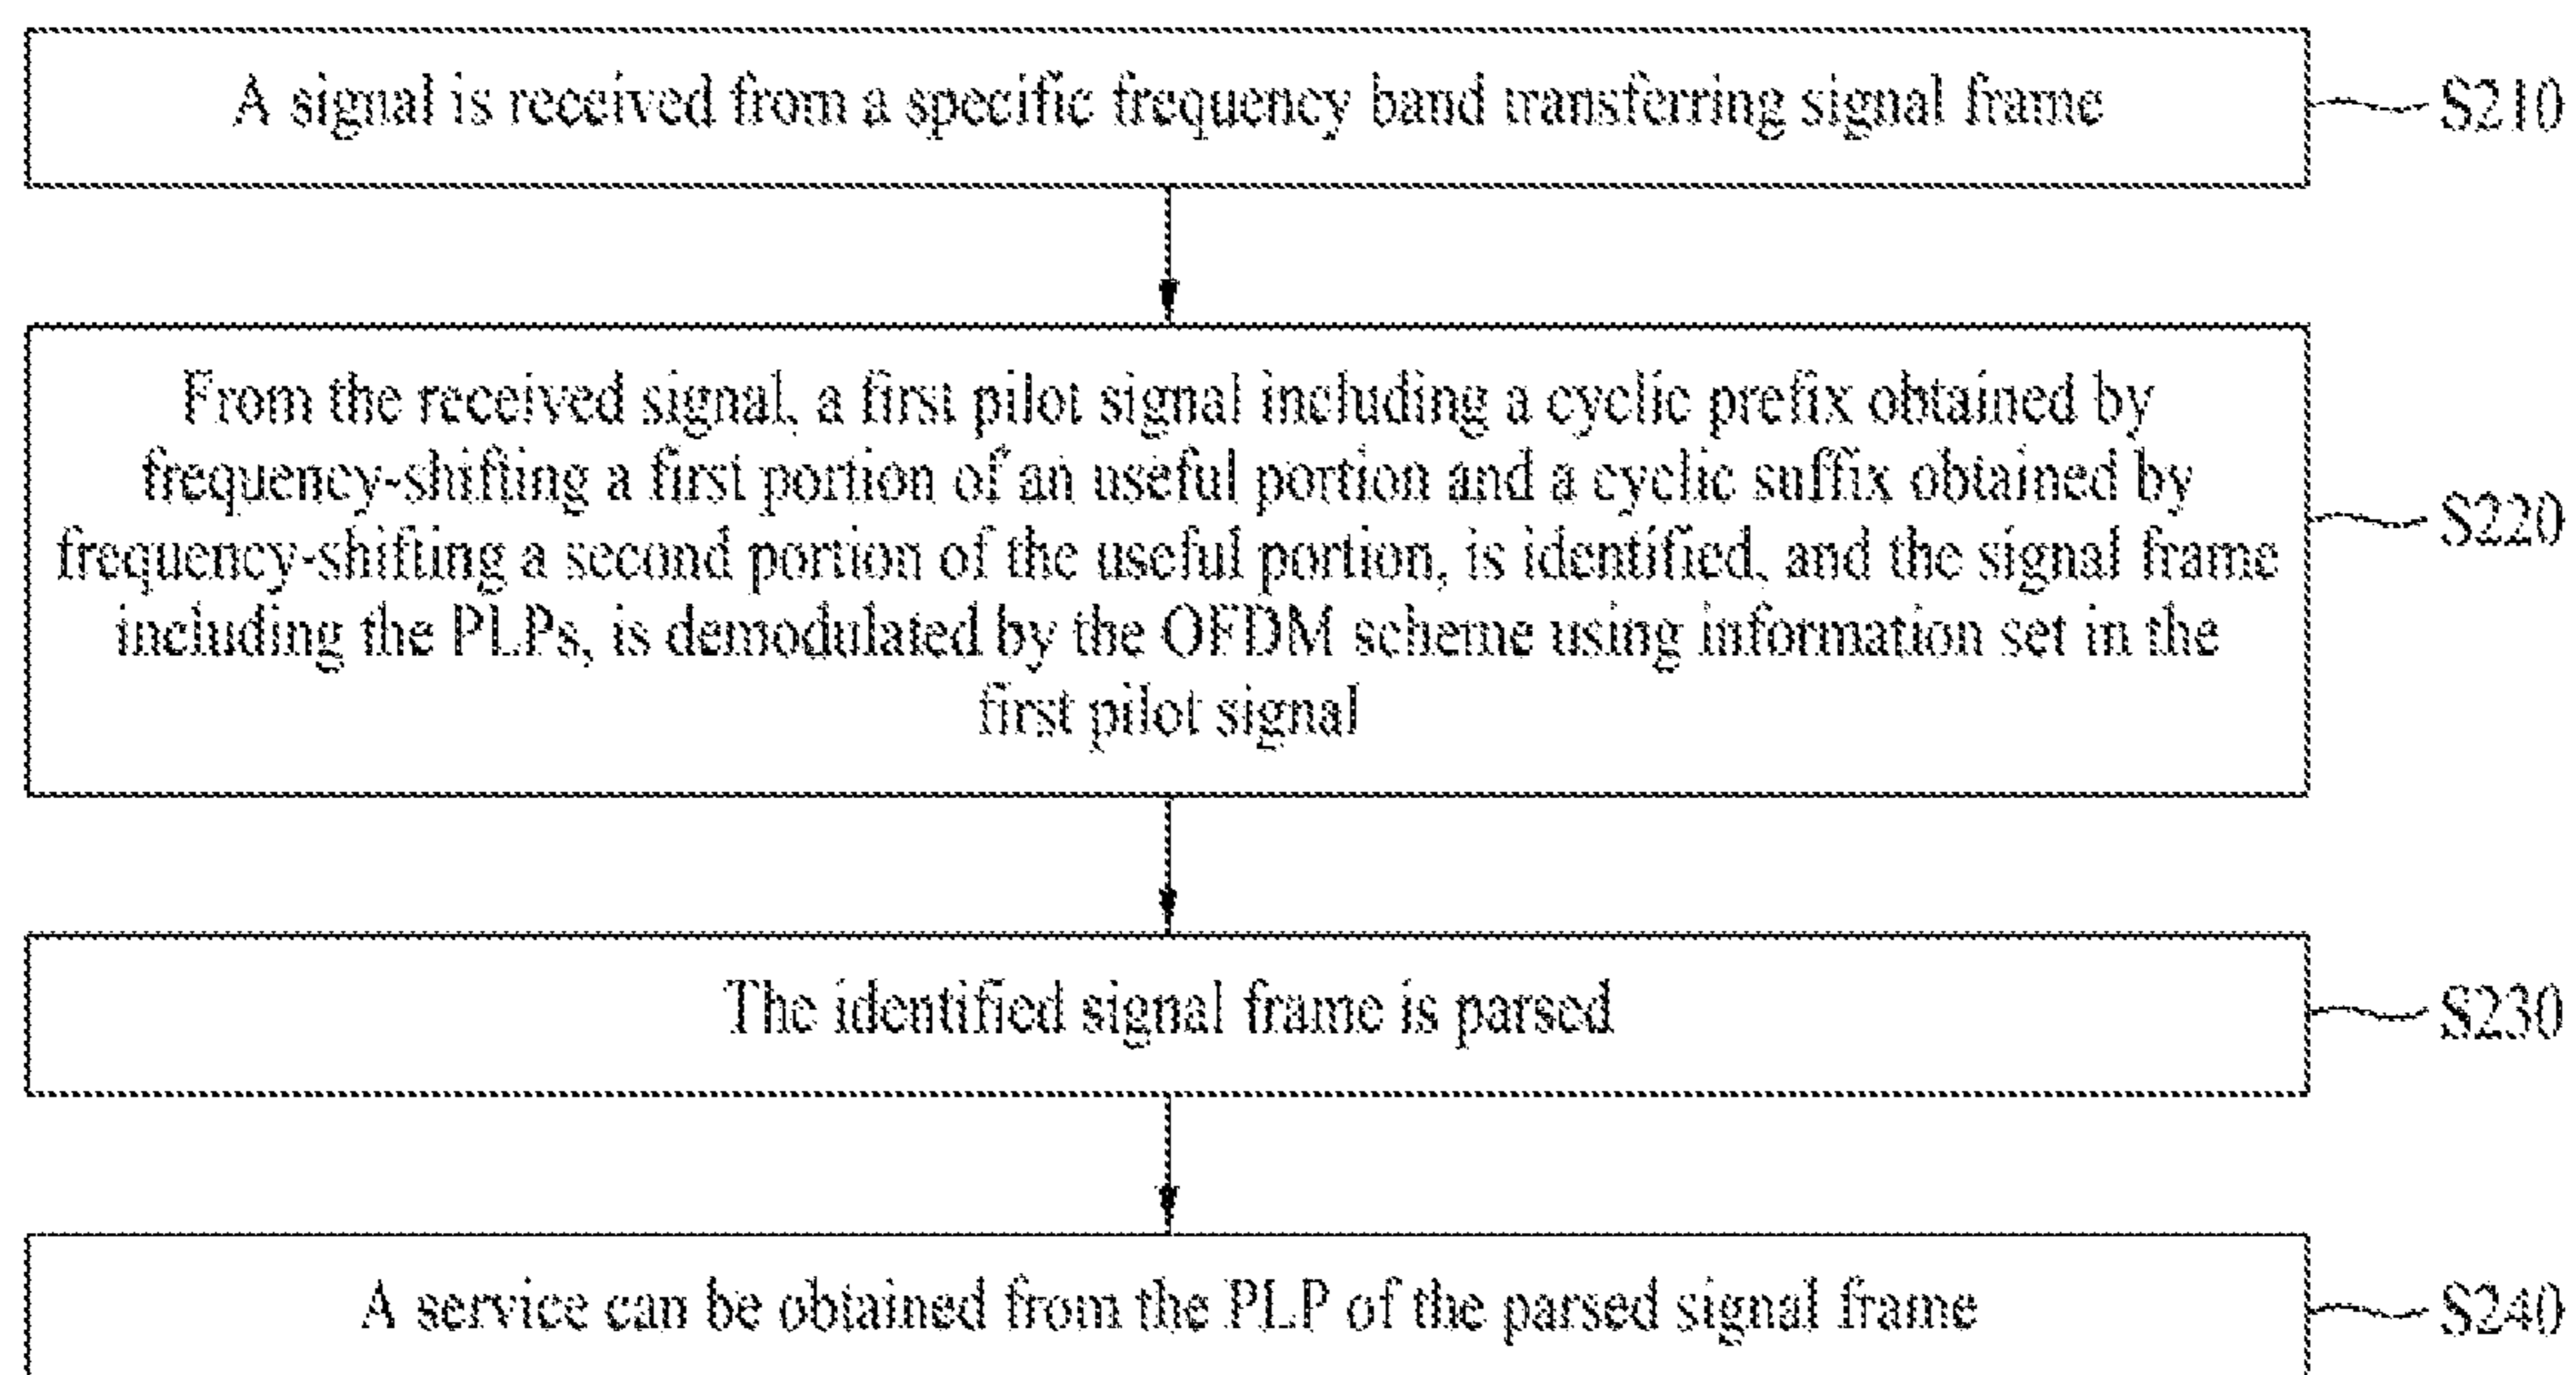 A signal is received from a specific frequency band transferring signal frame
S210
From the received signal, a first pilot signal including a cyclic prefix obtained by
frequency-shifting a first portion of an useful portion and a cyclic suffix obtained by
frequency-shifting a second portion of the useful portion, is identified, and the signal frame
including the PLPs, is demodulated by the OFDM scheme using information set in the
first pilot signal
S220
The identified signal frame is parsed
S230
A service can be obtained from the PLP of the parsed signal frame
S240